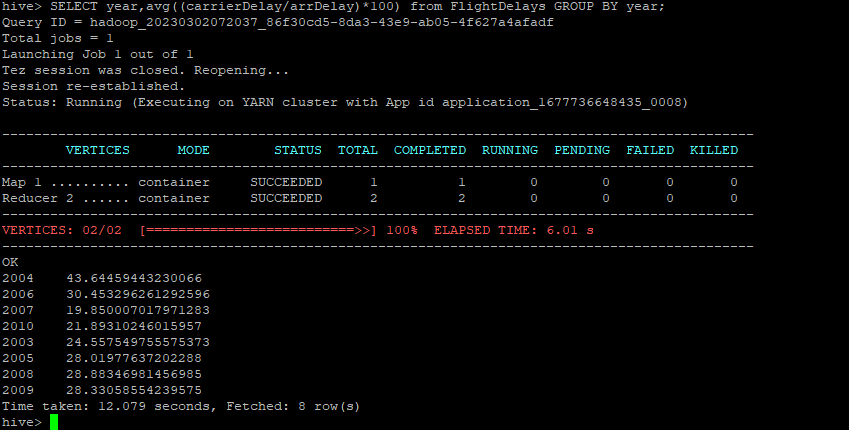 hive> SELECT year,avg((carrierDelay/arrDelay)*100) from FlightDelays GROUP BY year;
Query ID = hadoop_20230302072037_86f30cd5-8da3-43e9-ab05-4f627a4afadf
Total jobs = 1
Launching Job 1 out of 1
Tez session was closed. Reopening...
Session re-established.
Status: Running (Executing on YARN cluster with App id application_1677736648435_0008)
----------------------------------------------------------------------------------------------
        VERTICES      MODE        STATUS  TOTAL  COMPLETED  RUNNING  PENDING  FAILED  KILLED
----------------------------------------------------------------------------------------------
Map 1 .......... container     SUCCEEDED      1          1        0        0       0       0
Reducer 2 ...... container     SUCCEEDED      2          2        0        0       0       0
----------------------------------------------------------------------------------------------
VERTICES: 02/02  [==========================>>] 100%  ELAPSED TIME: 6.01 s
----------------------------------------------------------------------------------------------
OK
2004    43.64459443230066
2006    30.453296261292596
2007    19.850007017971283
2010    21.89310246015957
2003    24.557549755575373
2005    28.01977637202288
2008    28.88346981456985
2009    28.33058554239575
Time taken: 12.079 seconds, Fetched: 8 row(s)
hive>